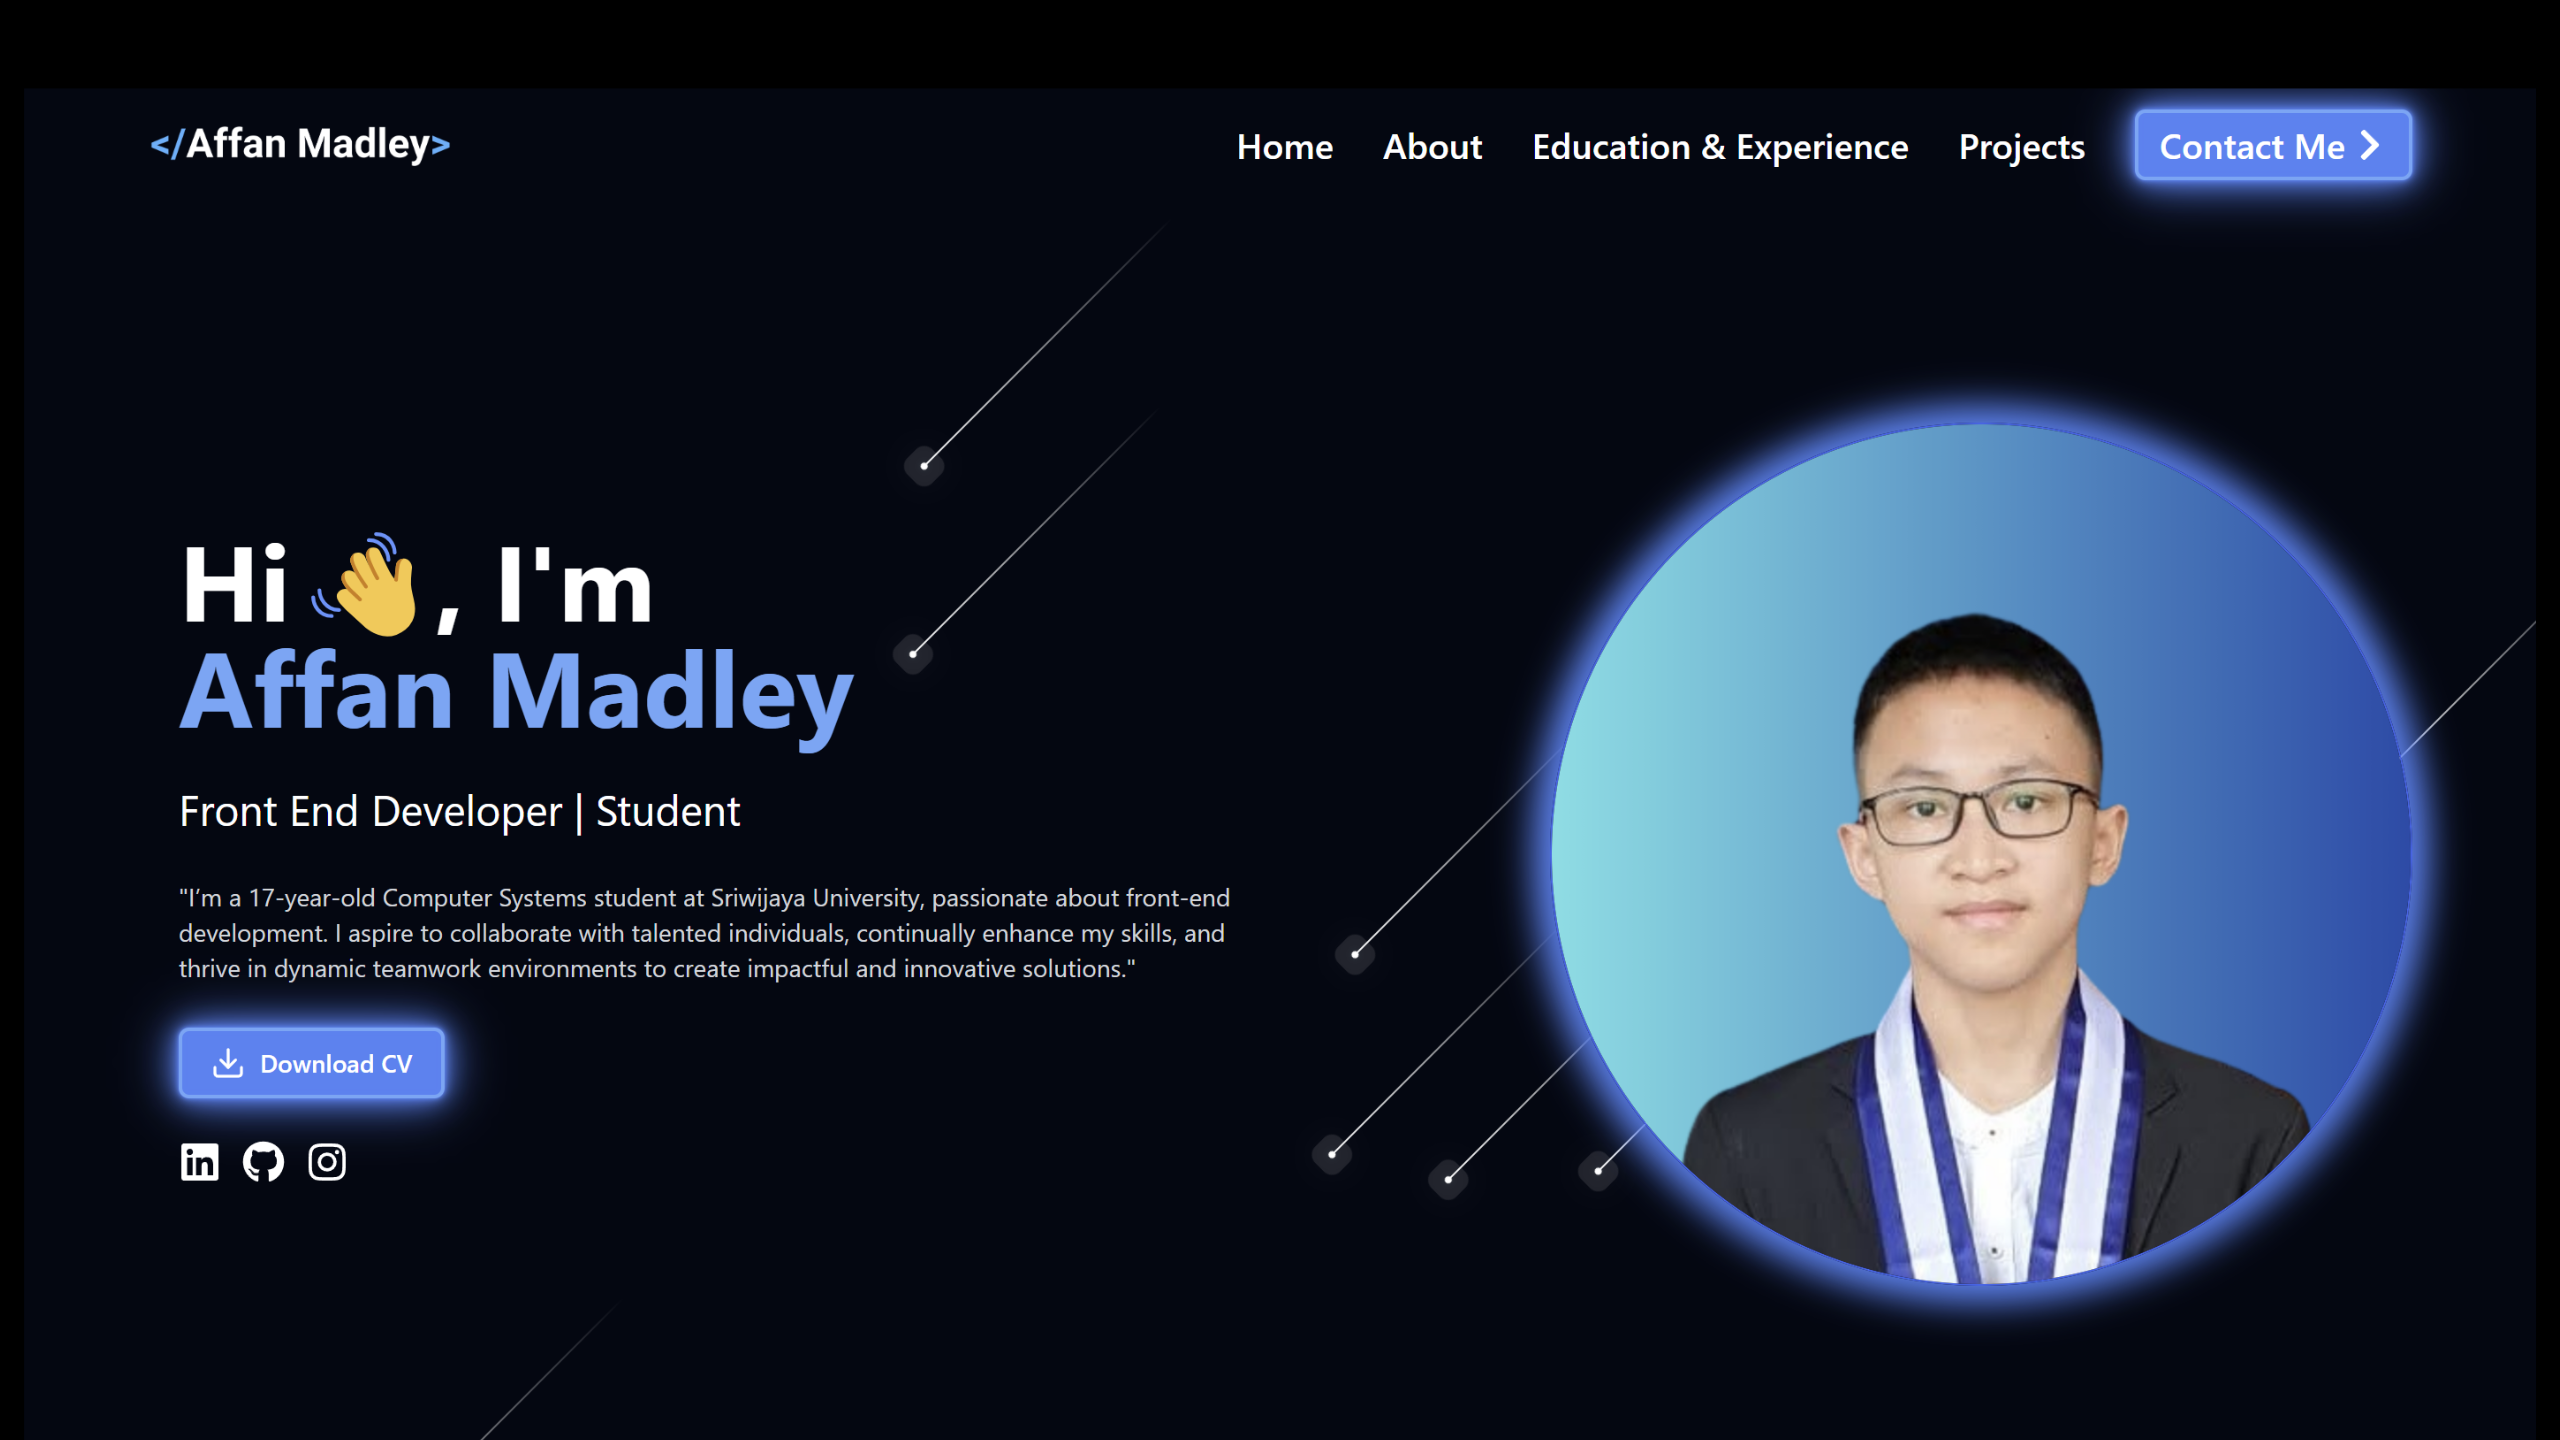 </Affan Madley>
Home About Education & Experience Projects Contact Me
Hi 👋, I'm
Affan Madley
Front End Developer | Student
"I’m a 17-year-old Computer Systems student at Sriwijaya University, passionate about front-end
development. I aspire to collaborate with talented individuals, continually enhance my skills, and
thrive in dynamic teamwork environments to create impactful and innovative solutions."
Download CV